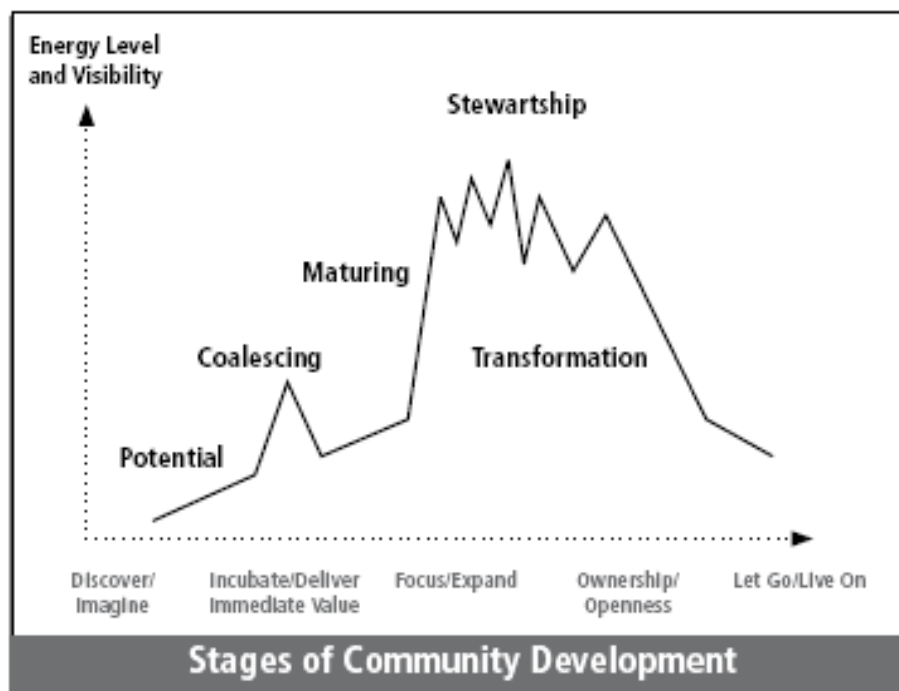 Energy Level
and Visibility
Stewartship
Maturing
Coalescing
Transformation
Potential
Discover/
Imagine
Incubate/Deliver
Immediate Value
Focus/Expand
Ownership/
Openness
Let Go/Live On
Stages of Community Development